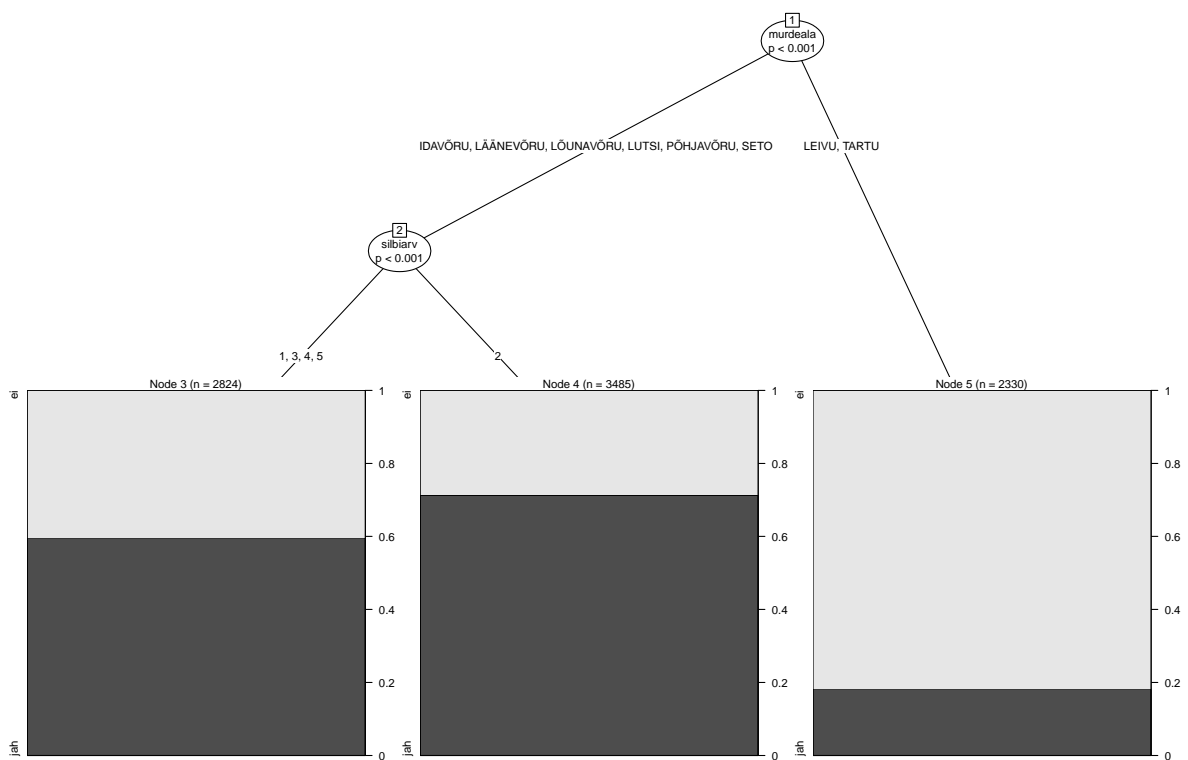 1
murdeala
p < 0.001
IDAVÕRU, LÄÄNEVÕRU, LÕUNAVÕRU, LUTSI, PÕHJAVÕRU, SETO
LEIVU, TARTU
2
silbiarv
p < 0.001
1, 3, 4, 5
2
Node 3 (n = 2824)
ei
jah
1
0.8
0.6
0.4
0.2
0
Node 4 (n = 3485)
ei
jah
1
0.8
0.6
0.4
0.2
0
Node 5 (n = 2330)
ei
jah
1
0.8
0.6
0.4
0.2
0